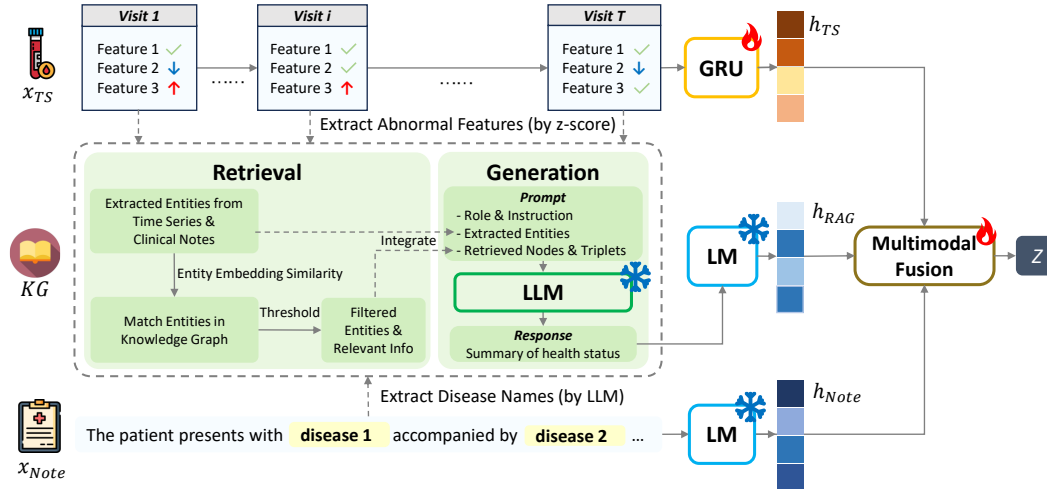 Visit 1
Feature 1
Feature 2
Feature 3
……
Visit i
Feature 1
Feature 2
Feature 3
……
Visit T
Feature 1
Feature 2
Feature 3
GRU
h_TS
x_TS
Extract Abnormal Features (by z-score)
Retrieval
Extracted Entities from
Time Series &
Clinical Notes
Entity Embedding Similarity
Match Entities in
Knowledge Graph
Threshold
Filtered
Entities &
Relevant Info
Integrate
Generation
Prompt
- Role & Instruction
- Extracted Entities
- Retrieved Nodes & Triplets
LLM
Response
Summary of health status
KG
LM
h_RAG
Multimodal
Fusion
Z
Extract Disease Names (by LLM)
The patient presents with disease 1 accompanied by disease 2 ...
LM
h_Note
x_Note